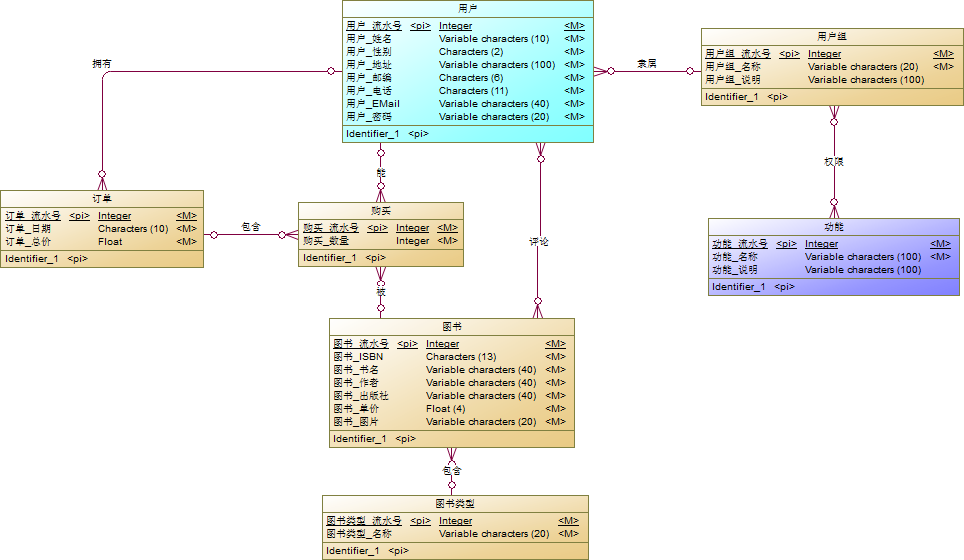 用户
用户_流水号 <pi> Integer <M>
用户_姓名 Variable characters (10) <M>
用户_性别 Characters (2) <M>
用户_地址 Variable characters (100) <M>
用户_邮编 Characters (6) <M>
用户_电话 Characters (11) <M>
用户_EMail Variable characters (40) <M>
用户_密码 Variable characters (20) <M>
Identifier_1 <pi>
用户组
用户组_流水号 <pi> Integer <M>
用户组_名称 Variable characters (20) <M>
用户组_说明 Variable characters (100)
Identifier_1 <pi>
拥有
隶属
能
权限
订单
订单_流水号 <pi> Integer <M>
订单_日期 Characters (10) <M>
订单_总价 Float <M>
Identifier_1 <pi>
包含
购买
购买_流水号 <pi> Integer <M>
购买_数量 Integer <M>
Identifier_1 <pi>
评论
功能
功能_流水号 <pi> Integer <M>
功能_名称 Variable characters (100) <M>
功能_说明 Variable characters (100)
Identifier_1 <pi>
被
图书
图书_流水号 <pi> Integer <M>
图书_ISBN Characters (13) <M>
图书_书名 Variable characters (40) <M>
图书_作者 Variable characters (40) <M>
图书_出版社 Variable characters (40) <M>
图书_单价 Float (4) <M>
图书_图片 Variable characters (20) <M>
Identifier_1 <pi>
包含
图书类型
图书类型_流水号 <pi> Integer <M>
图书类型_名称 Variable characters (20) <M>
Identifier_1 <pi>